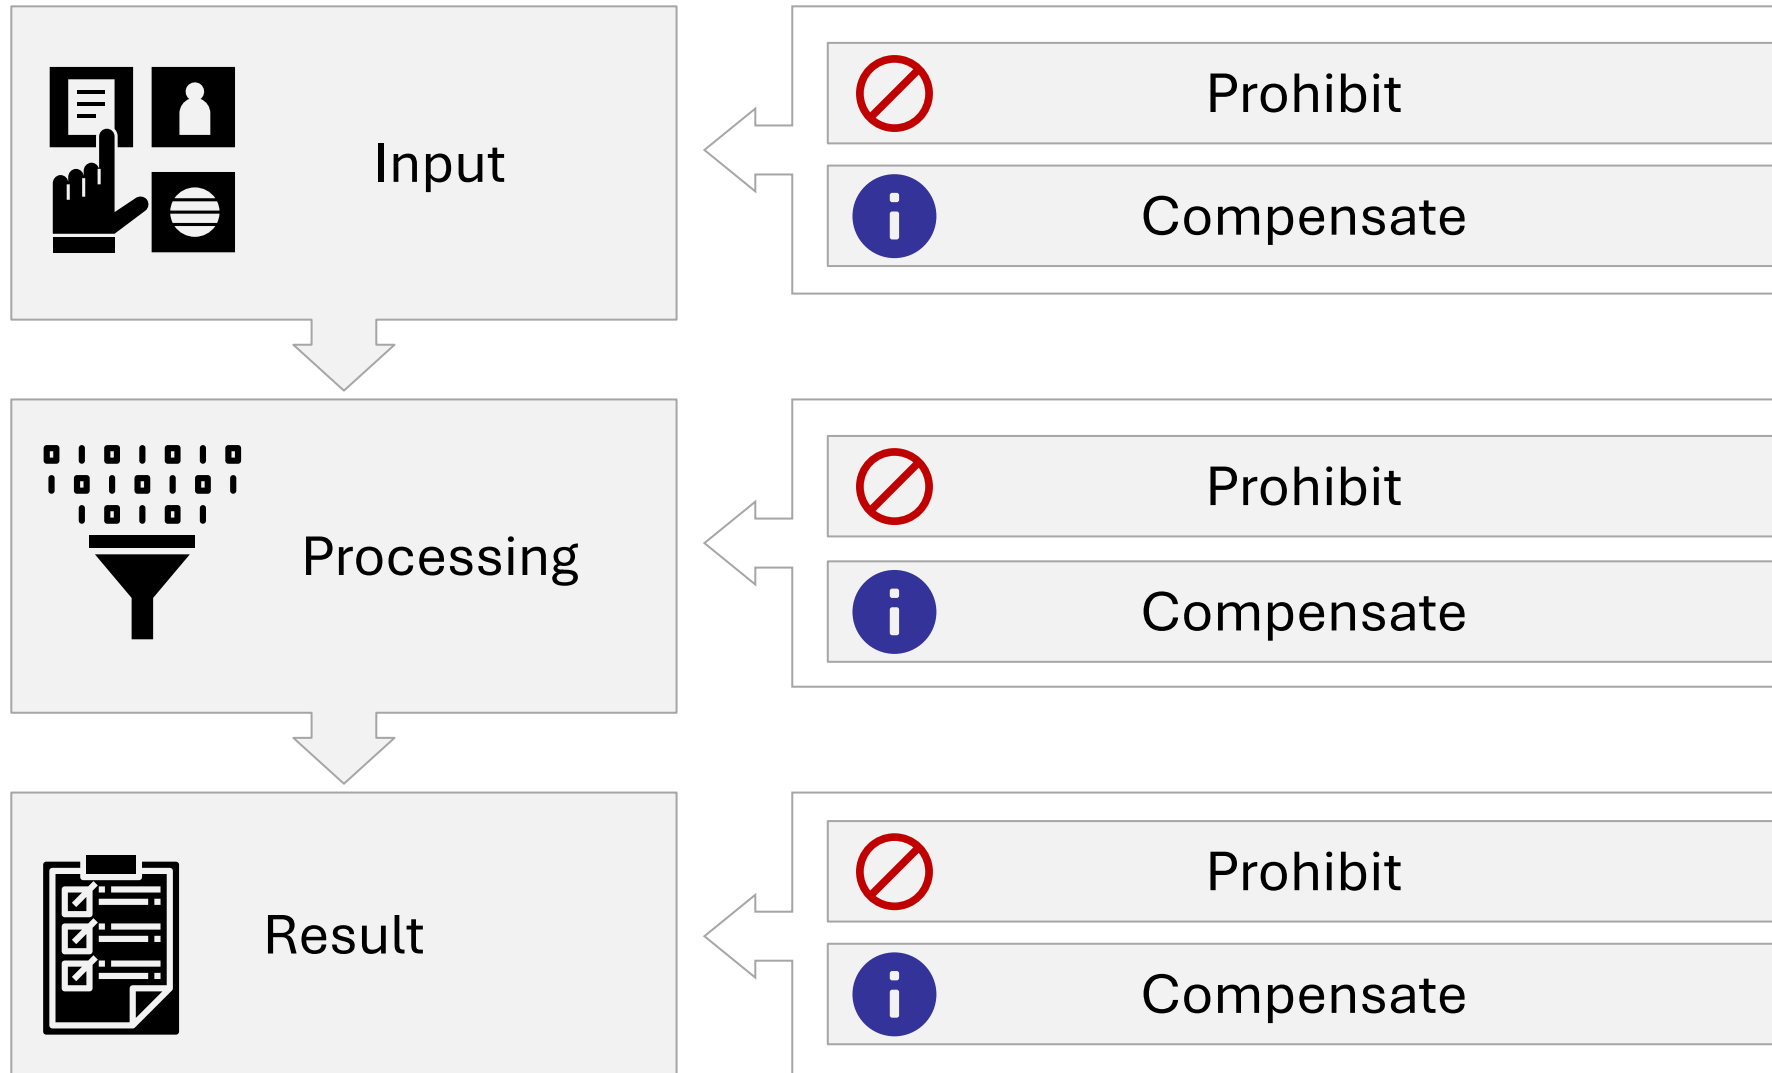 Input
Prohibit
Compensate
Processing
Prohibit
Compensate
Result
Prohibit
Compensate